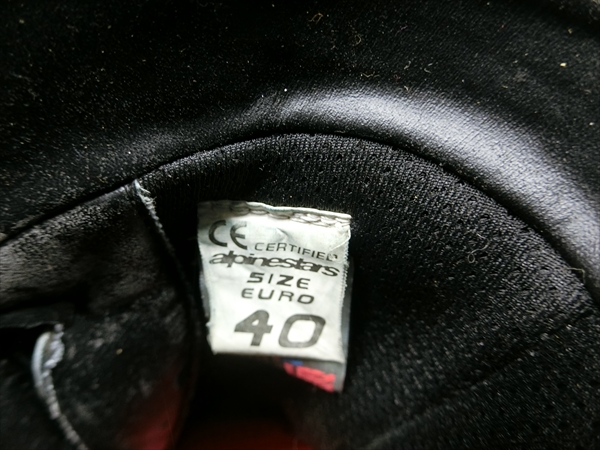 CE CERTIFIED
alpinestars
SIZE
EURO
40